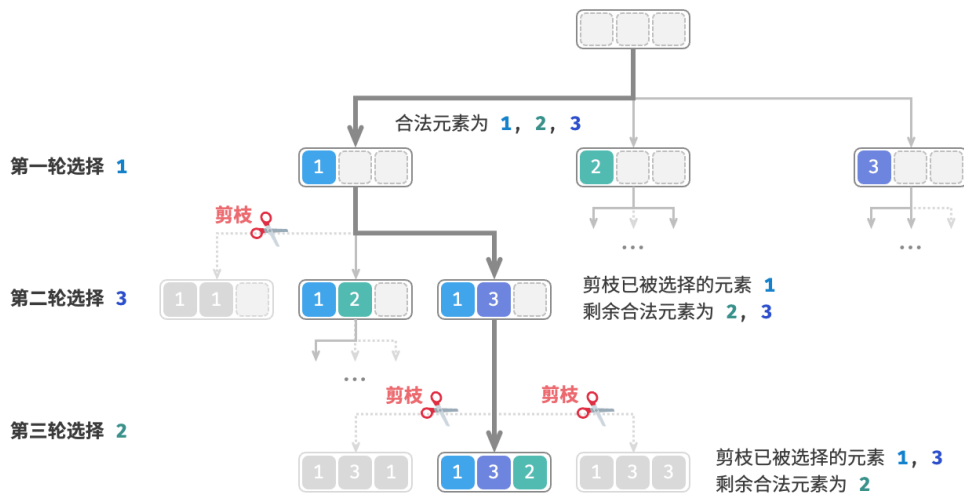 合法元素为 1，2，3
第一轮选择 1
1
2
3
剪枝
...
...
第二轮选择 3
1 1
1 2
1 3
剪枝已被选择的元素 1
剩余合法元素为 2，3
...
剪枝
剪枝
第三轮选择 2
1 3 1
1 3 2
1 3 3
剪枝已被选择的元素 1，3
剩余合法元素为 2